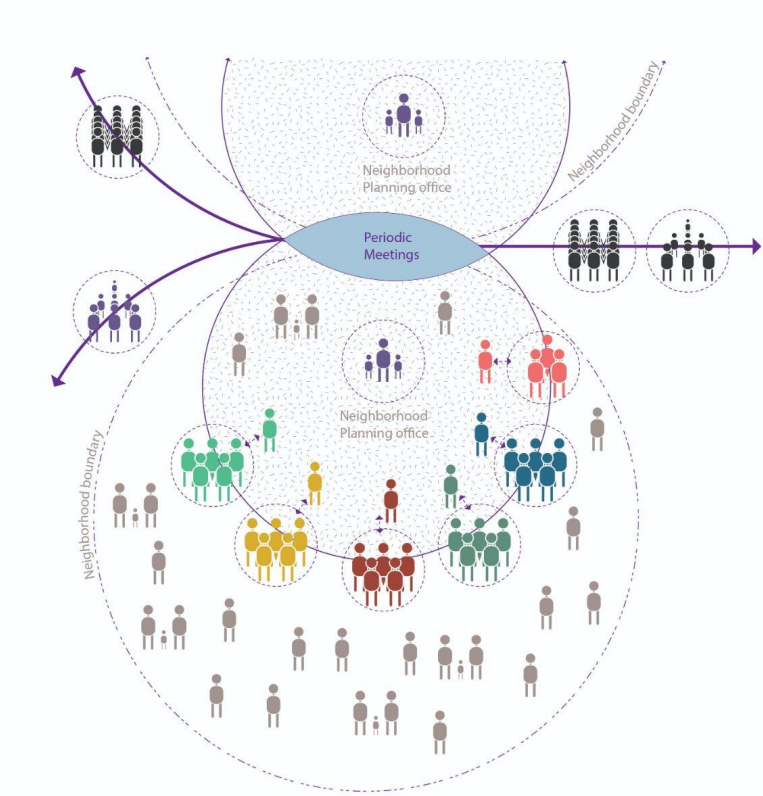 Neighborhood
Planning office
Neighborhood boundary
Periodic
Meetings
Neighborhood
Planning office
Neighborhood boundary